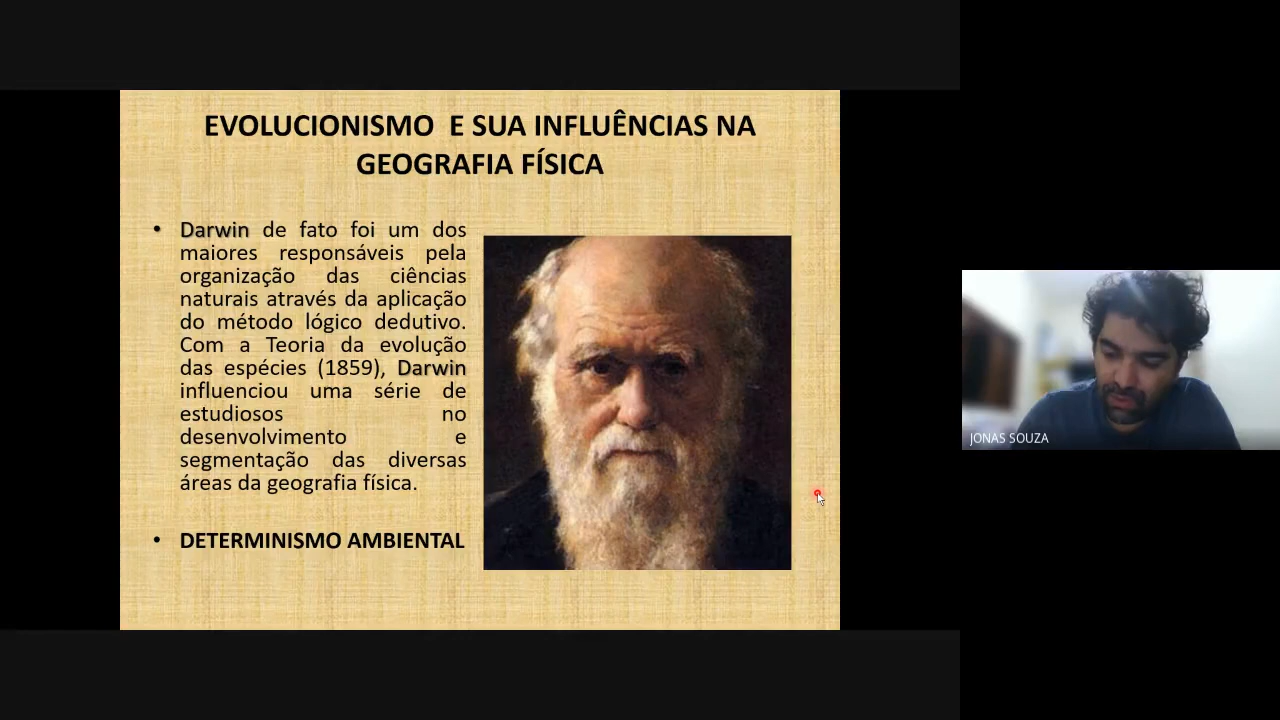 EVOLUCIONISMO E SUA INFLUÊNCIAS NA
GEOGRAFIA FÍSICA
• Darwin de fato foi um dos
maiores responsáveis pela
organização das ciências
naturais através da aplicação
do método lógico dedutivo.
Com a Teoria da evolução
das espécies (1859), Darwin
influenciou uma série de
estudiosos no
desenvolvimento e
segmentação das diversas
áreas da geografia física.
• DETERMINISMO AMBIENTAL
JONAS SOUZA